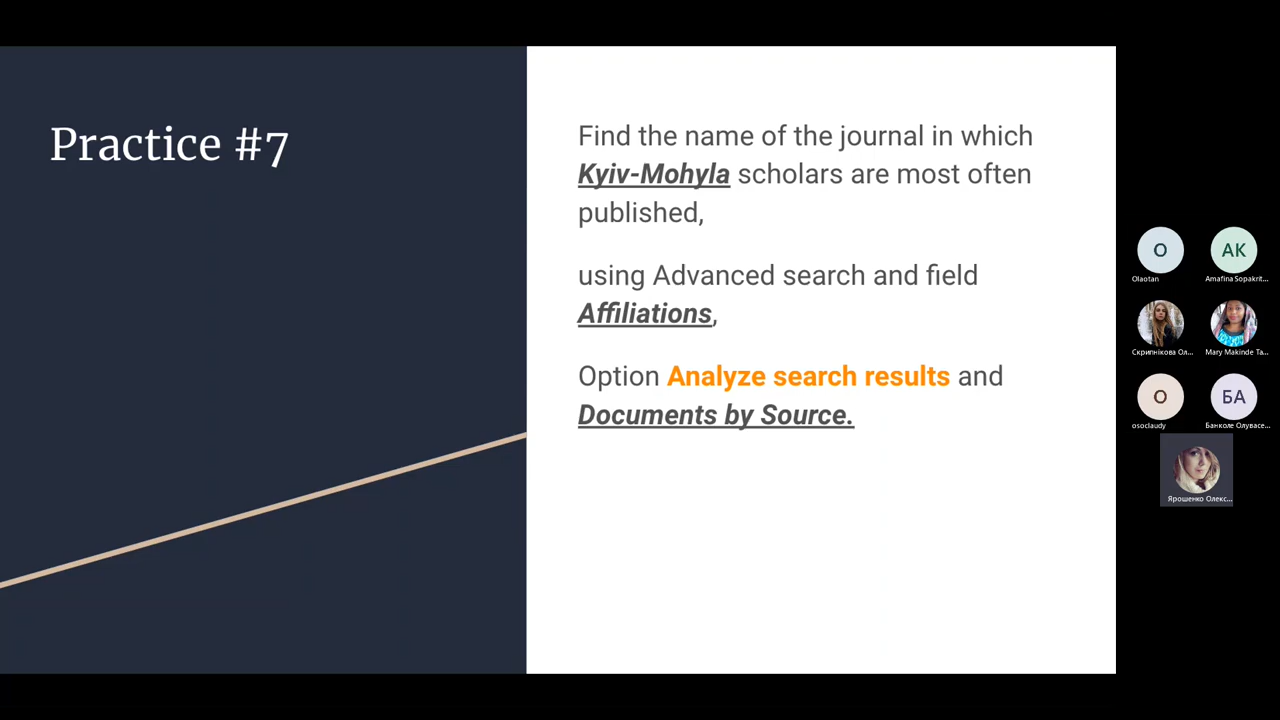 Practice #7
Find the name of the journal in which
Kyiv-Mohyla scholars are most often
published,
using Advanced search and field
Affiliations,
Option Analyze search results and
Documents by Source.
O
AK
Olaotan
Amafina Sopakrit...
Скрипнікова Ол...
Mary Makinde Ta...
O
БА
osoclaudy
Банколе Олувасе...
Ярошенко Олекс...